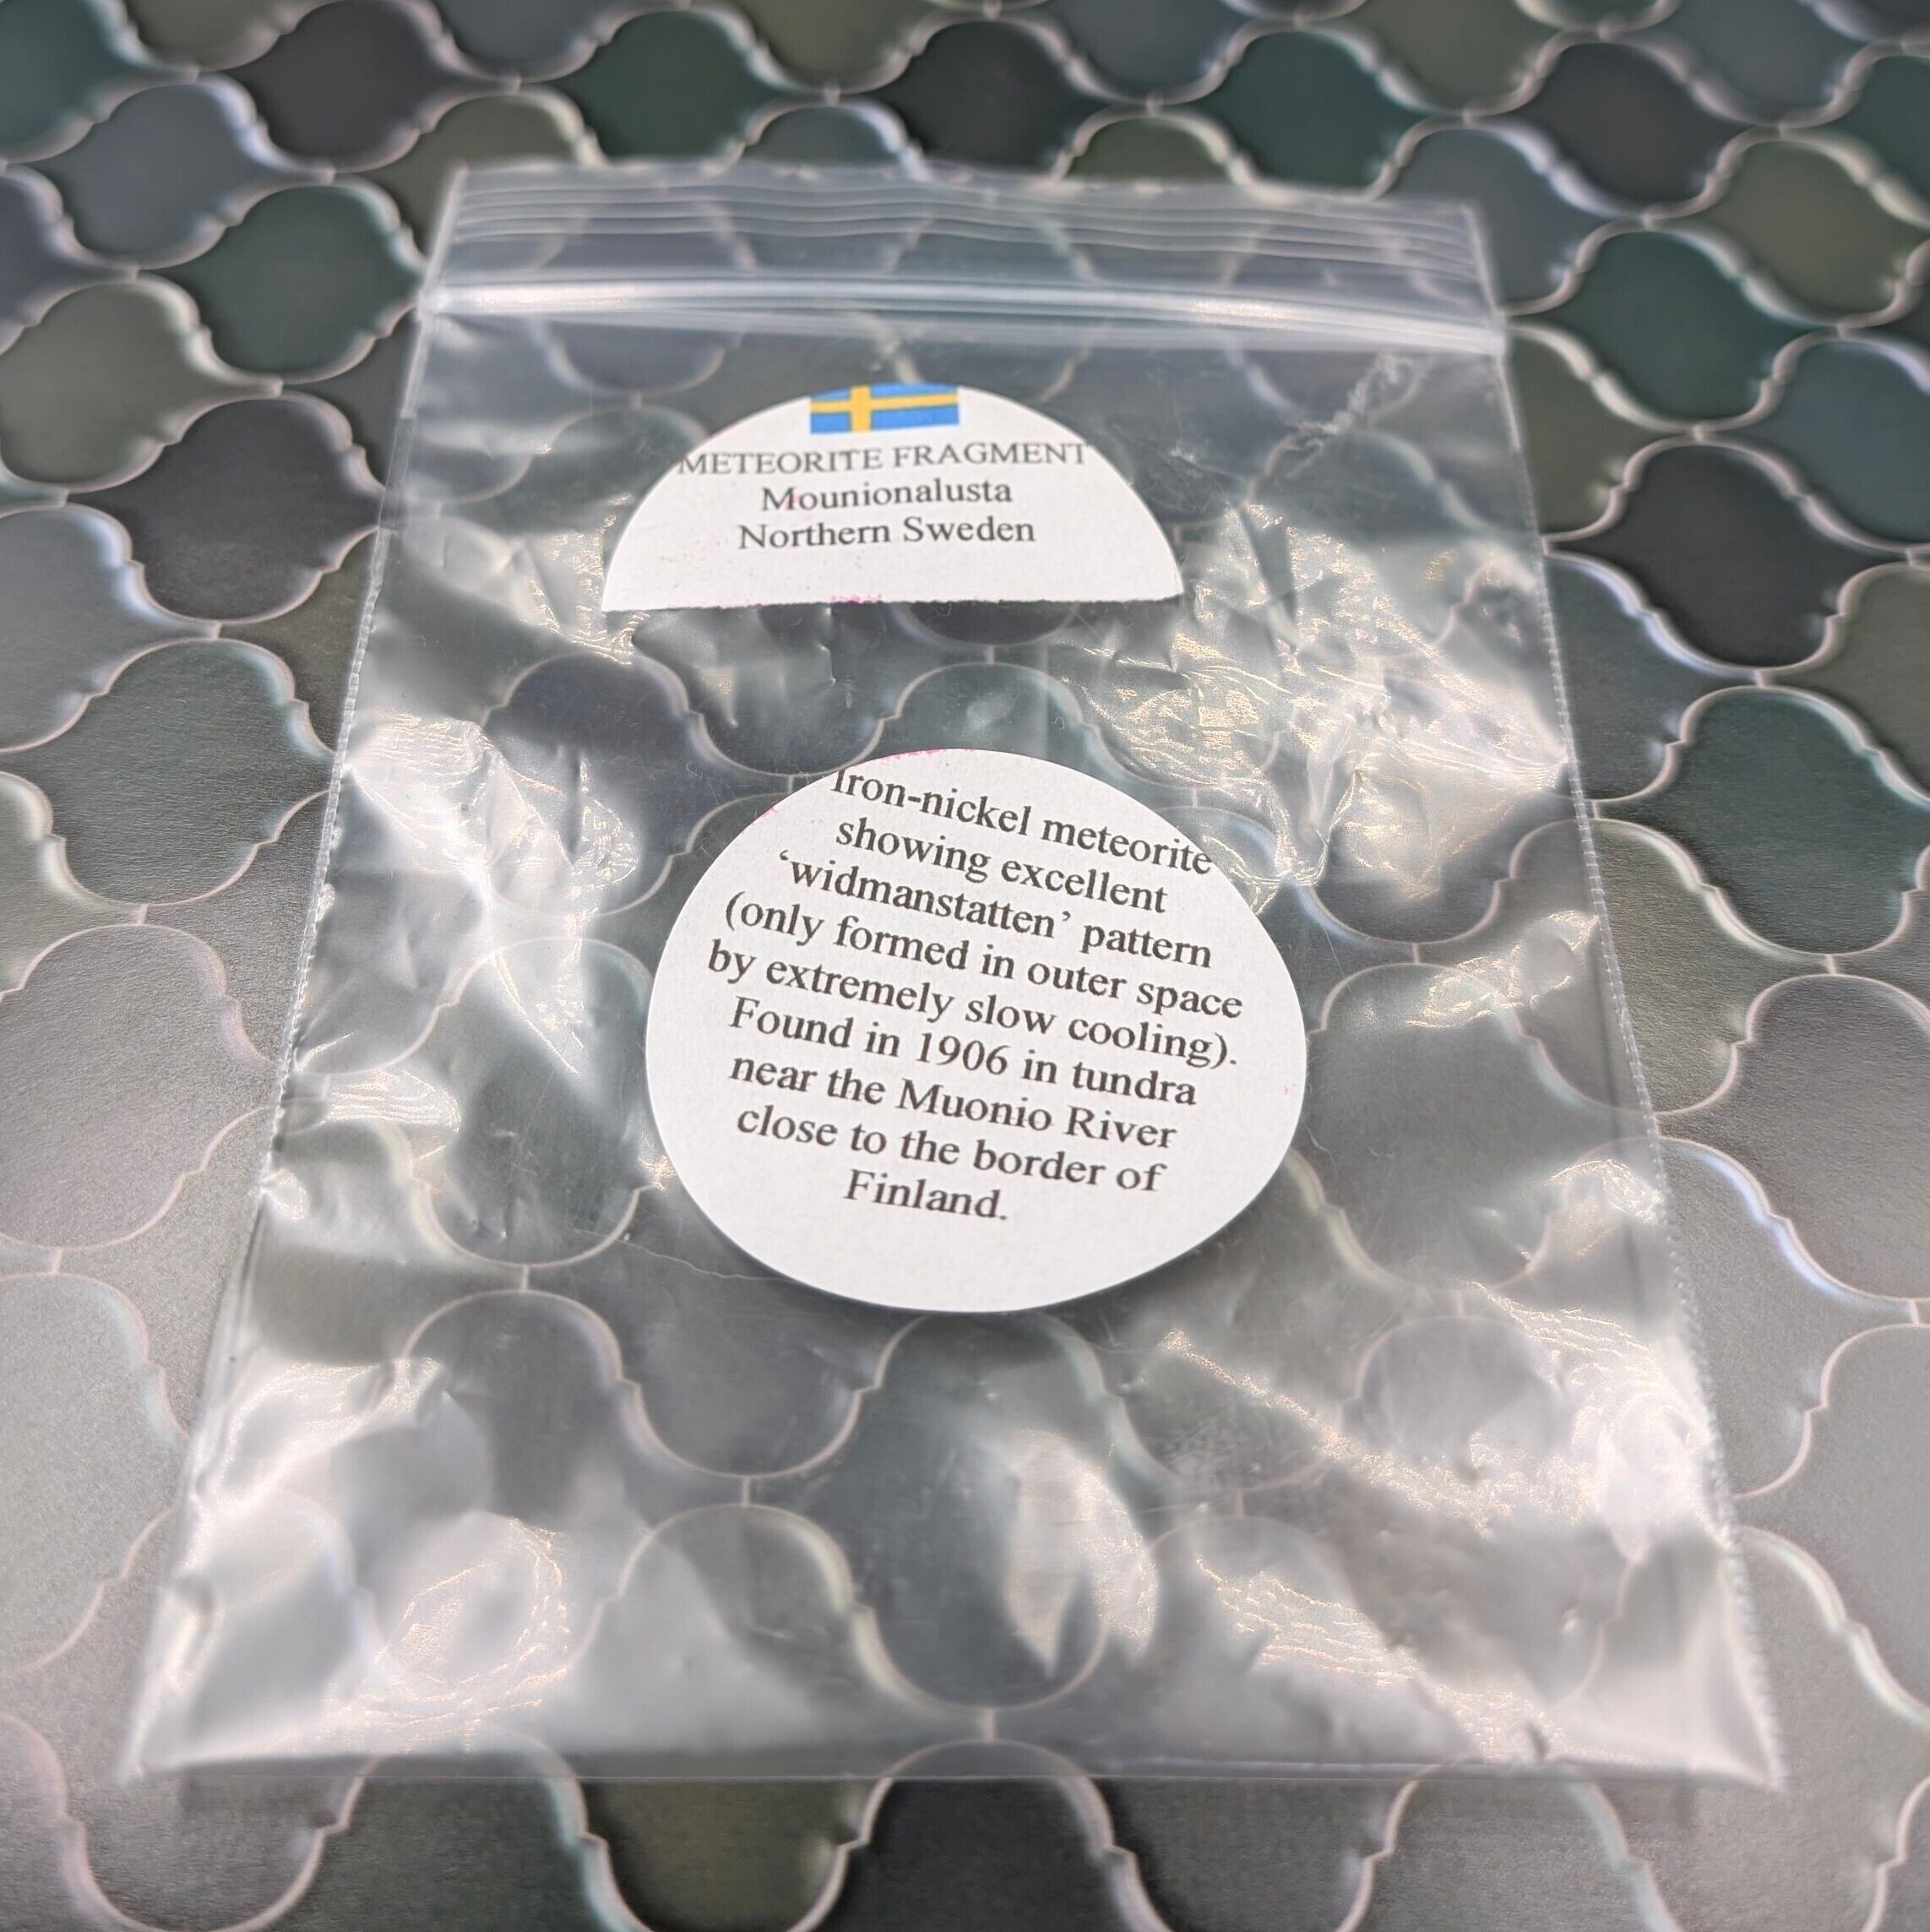 METEORITE FRAGMENT
Mounionalusta
Northern Sweden
Iron-nickel meteorite
showing excellent
‘widmanstatten’ pattern
(only formed in outer space
by extremely slow cooling).
Found in 1906 in tundra
near the Muonio River
close to the border of
Finland.